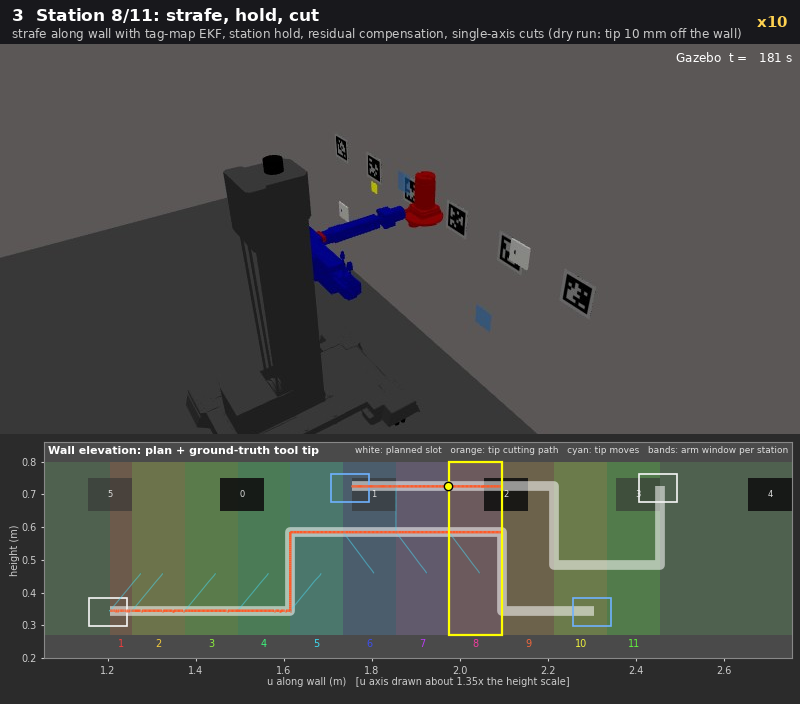 3 Station 8/11: strafe, hold, cut
x10
strafe along wall with tag-map EKF, station hold, residual compensation, single-axis cuts (dry run: tip 10 mm off the wall)
Gazebo t = 181 s
Wall elevation: plan + ground-truth tool tip
white: planned slot orange: tip cutting path cyan: tip moves bands: arm window per station
0.8
0.7
0.6
0.5
0.4
0.3
0.2
height (m)
5 0 1 2 3 4
1 2 3 4 5 6 7 8 9 10 11
1.2 1.4 1.6 1.8 2.0 2.2 2.4 2.6
u along wall (m) [u axis drawn about 1.35x the height scale]